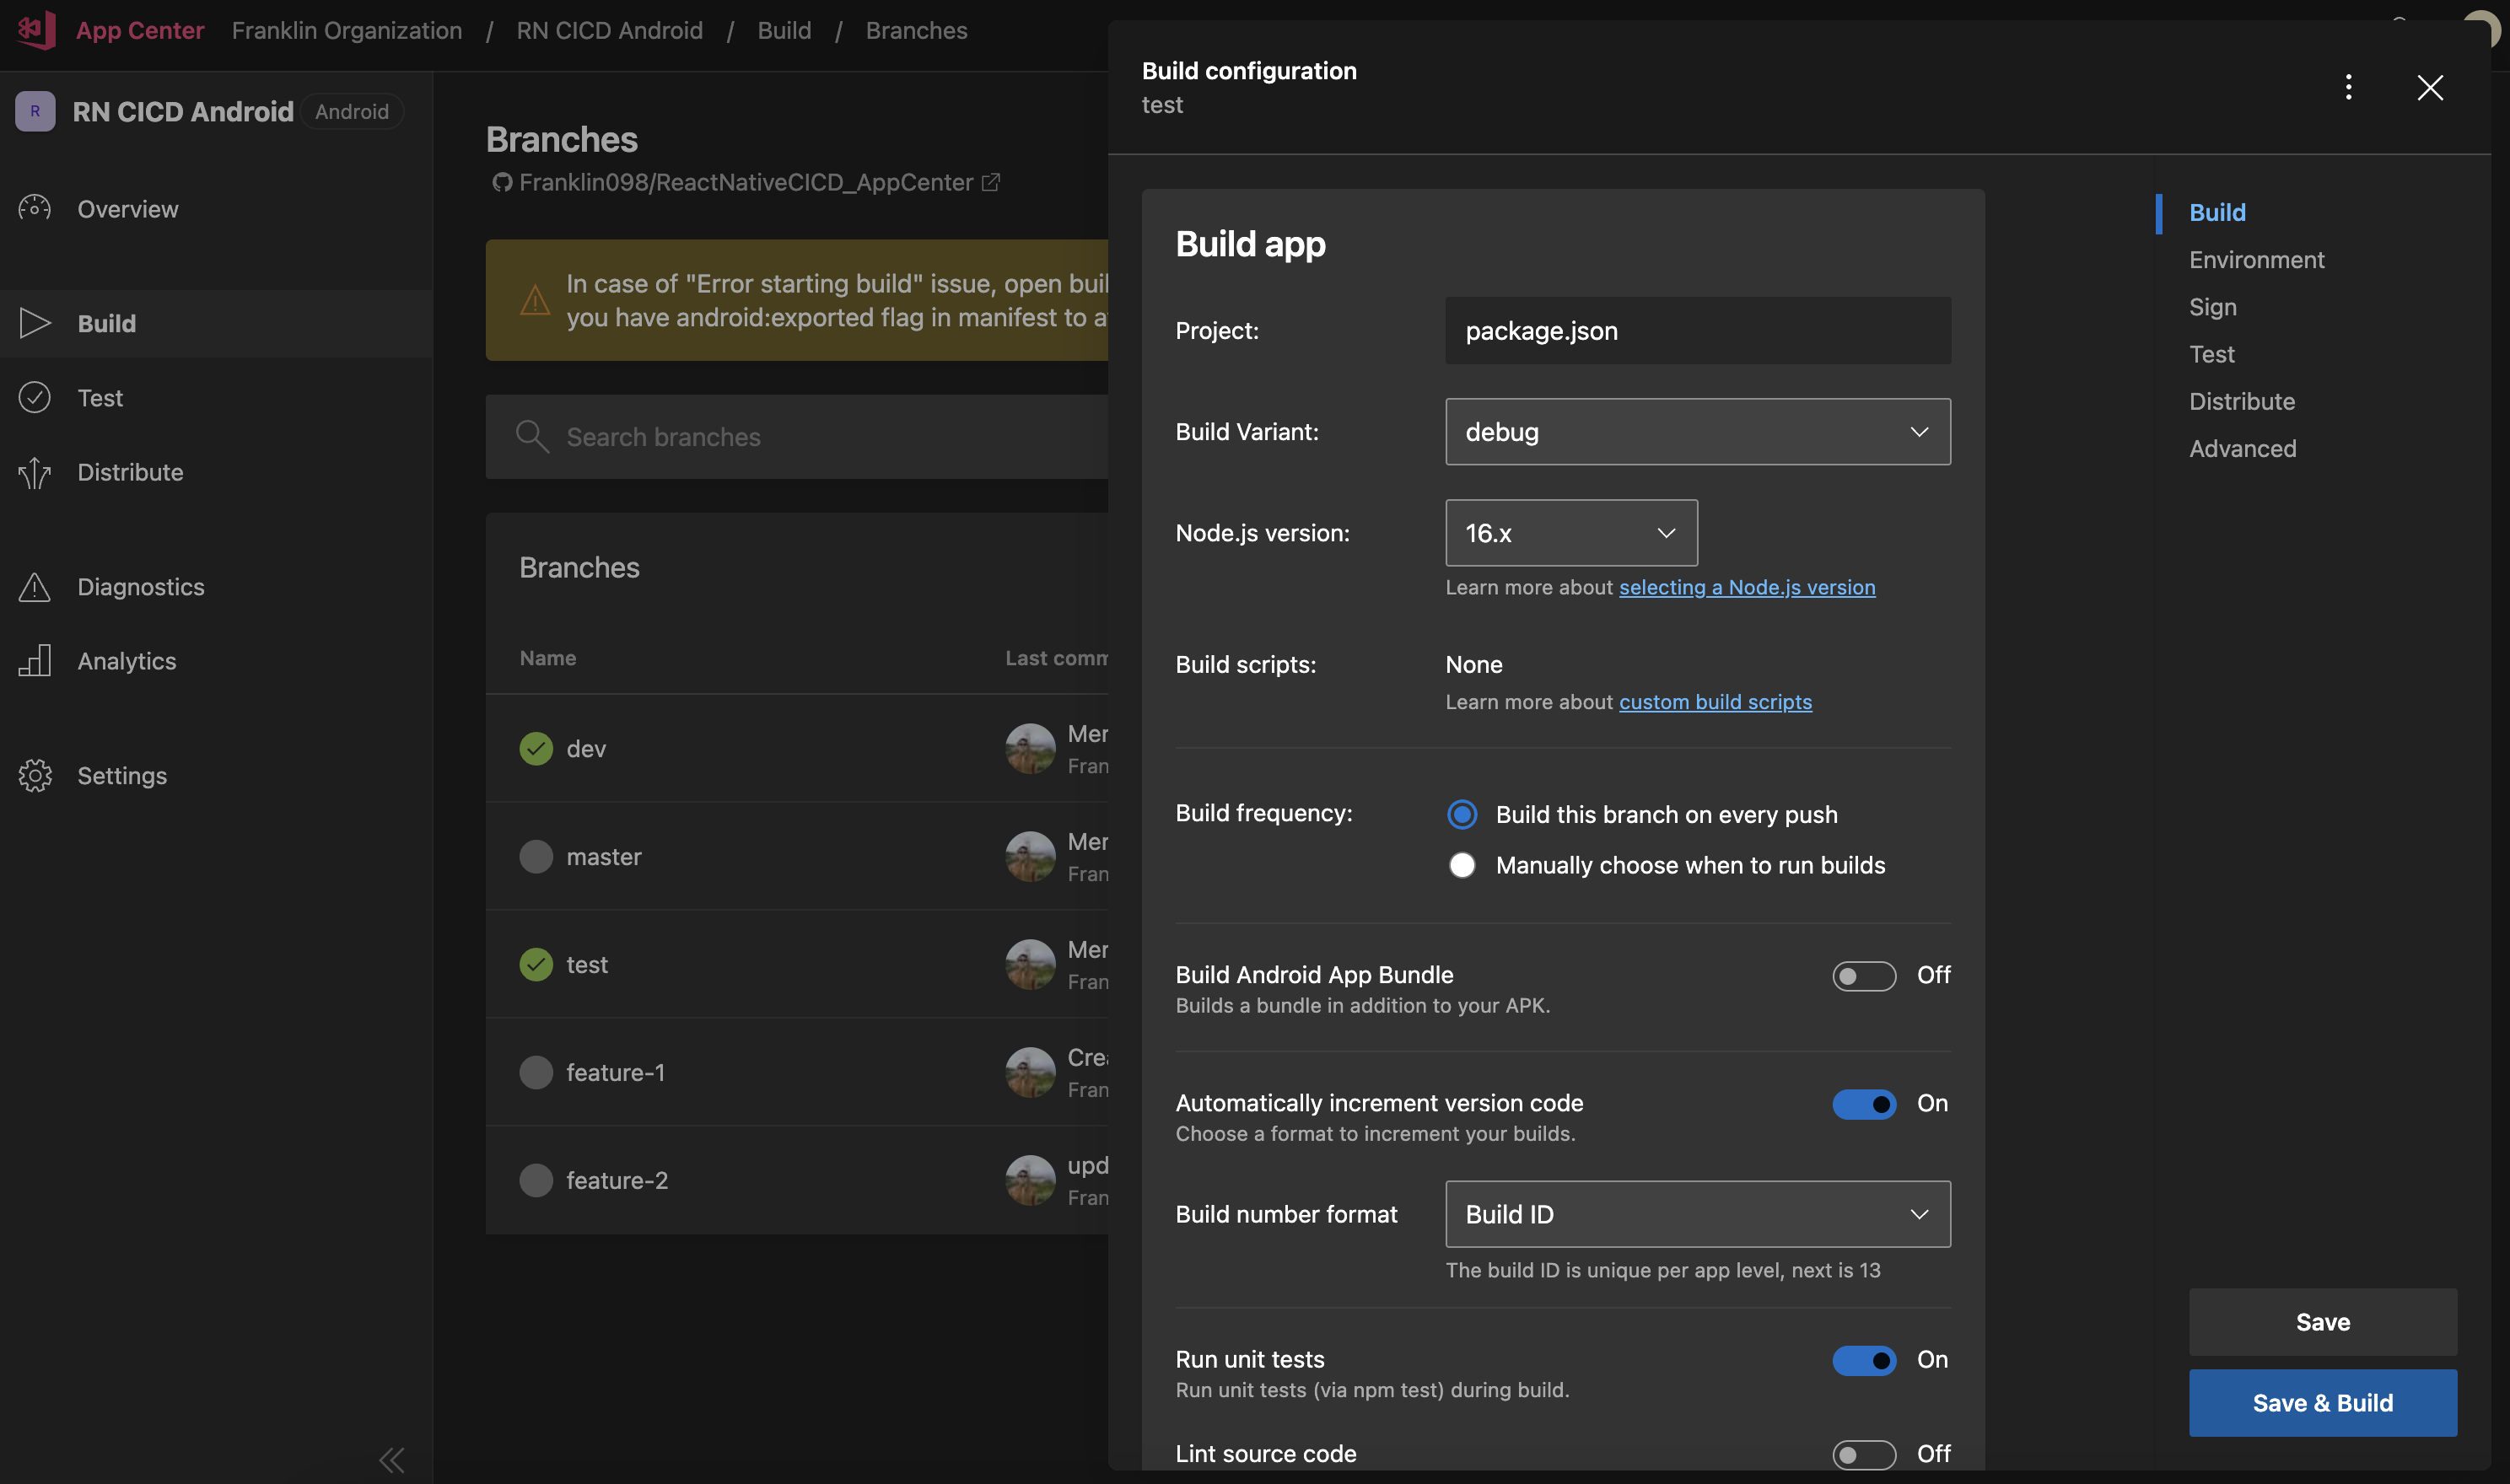 App Center Franklin Organization / RN CICD Android / Build / Branches
R RN CICD Android Android
Overview
Build
Test
Distribute
Diagnostics
Analytics
Settings
Branches
Franklin098/ReactNativeCICD_AppCenter
In case of "Error starting build" issue, open buil
you have android:exported flag in manifest to a
Search branches
Branches
Name Last comm
dev Mer
Fran
master Mer
Fran
test Mer
Fran
feature-1 Crea
Fran
feature-2 upd
Fran
Build configuration
test
Build app
Project: package.json
Build Variant: debug
Node.js version: 16.x
Learn more about selecting a Node.js version
Build scripts: None
Learn more about custom build scripts
Build frequency: Build this branch on every push
Manually choose when to run builds
Build Android App Bundle Off
Builds a bundle in addition to your APK.
Automatically increment version code On
Choose a format to increment your builds.
Build number format Build ID
The build ID is unique per app level, next is 13
Run unit tests On
Run unit tests (via npm test) during build.
Lint source code Off
Build
Environment
Sign
Test
Distribute
Advanced
Save
Save & Build